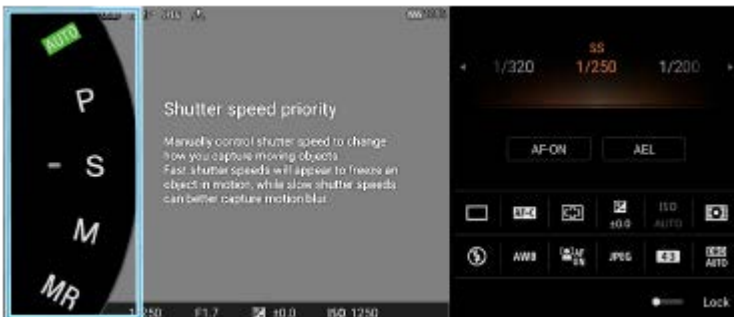 AUTO
P
- S
M
MR
Shutter speed priority
Manually control shutter speed to change
how you capture moving objects
Fast shutter speeds will appear to freeze an
object in motion, while slow shutter speeds
can better capture motion blur.
F1.7 ±0.0 ISO 1250
SS
1/320 1/250 1/200
AF-ON AEL
AF-C ±0.0 ISO AUTO
AWB AF ON JPEG 4:3 AUTO
Lock